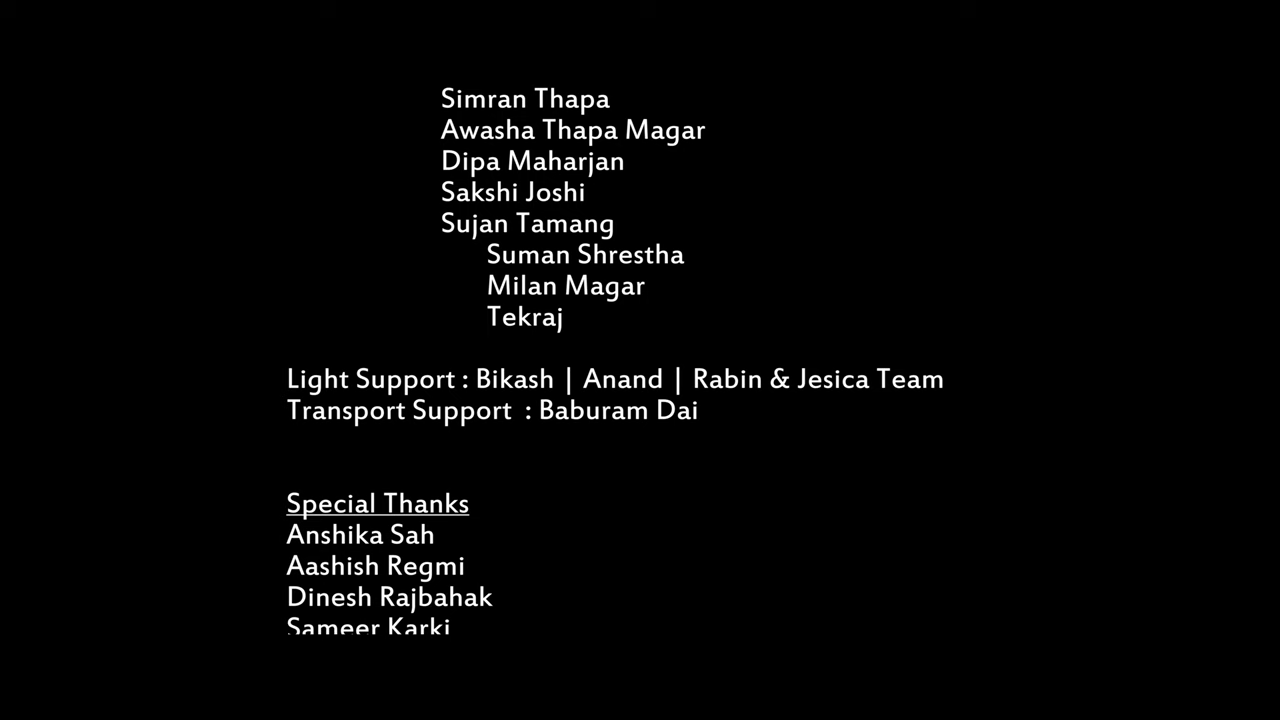 Simran Thapa
Awasha Thapa Magar
Dipa Maharjan
Sakshi Joshi
Sujan Tamang
Suman Shrestha
Milan Magar
Tekraj
Light Support : Bikash | Anand | Rabin & Jesica Team
Transport Support  : Baburam Dai
Special Thanks
Anshika Sah
Aashish Regmi
Dinesh Rajbahak
Sameer Karki